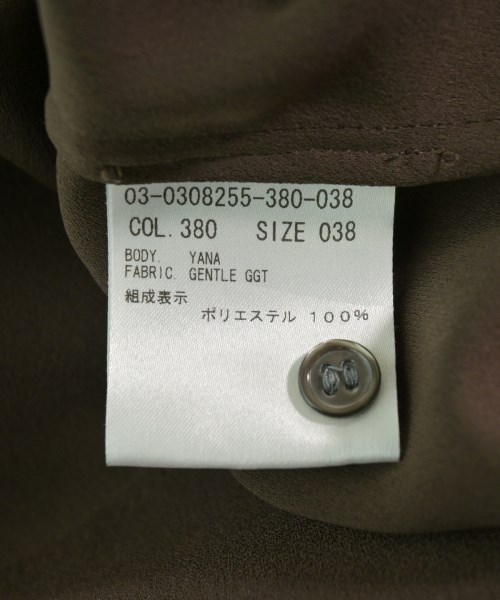 03-0308255-380-038
COL. 380 SIZE 038
BODY. YANA
FABRIC. GENTLE GGT
組成表示
ポリエステル 100%